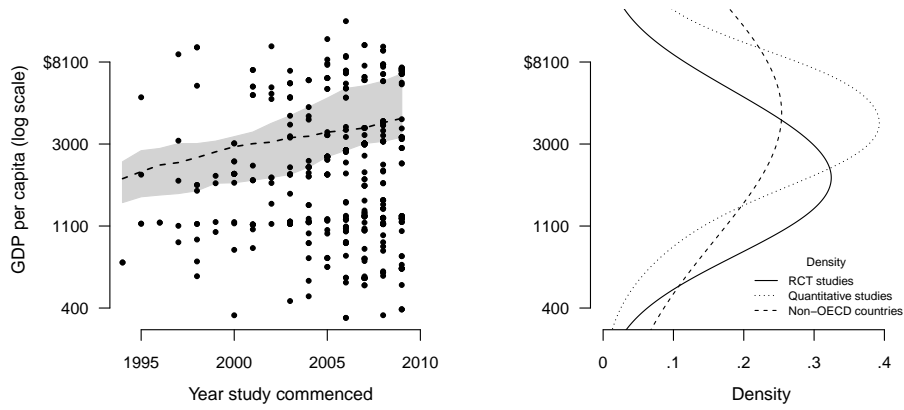 GDP per capita (log scale)
$8100
3000
1100
400
1995 2000 2005 2010
Year study commenced
$8100
3000
1100
400
Density
RCT studies
Quantitative studies
Non−OECD countries
0 .1 .2 .3 .4
Density